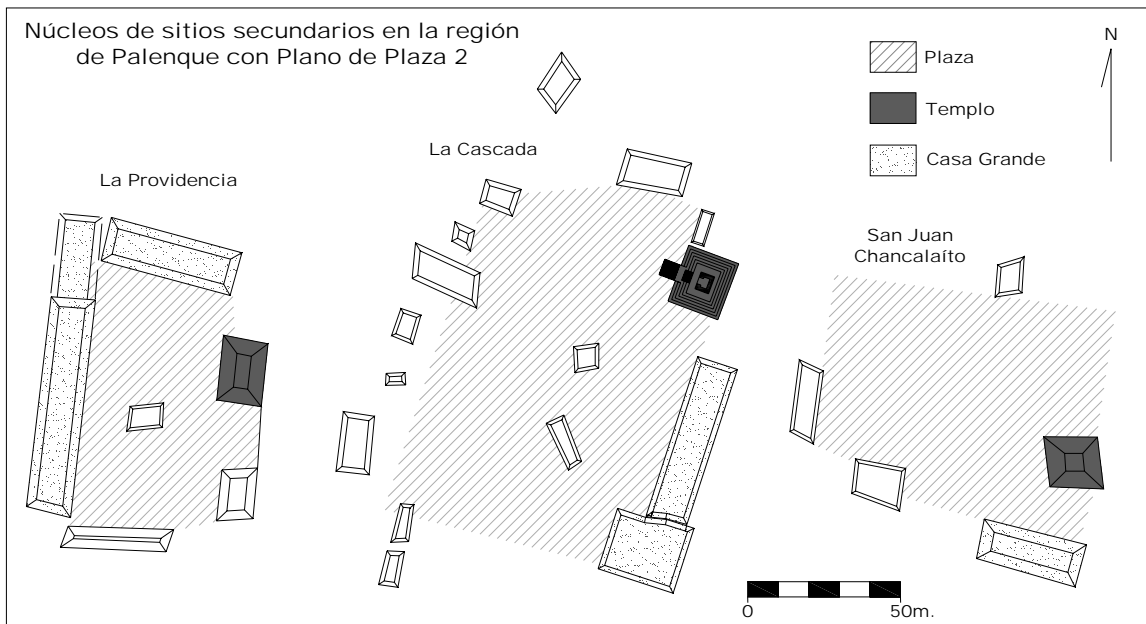 Núcleos de sitios secundarios en la región
de Palenque con Plano de Plaza 2
N
Plaza
Templo
Casa Grande
La Cascada
La Providencia
San Juan
Chancalaíto
0
50m.